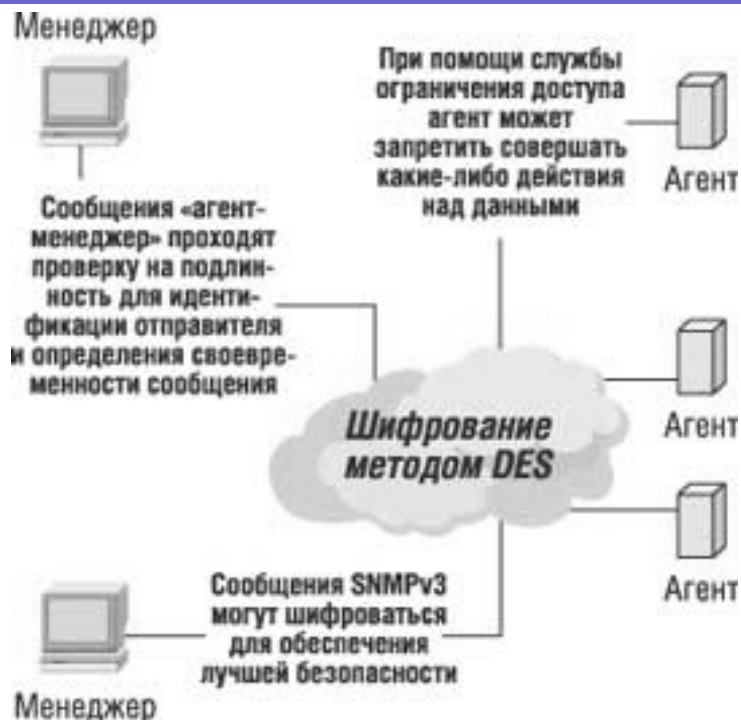 Менеджер
При помощи службы
ограничения доступа
агент может
запретить совершать
какие-либо действия
над данными
Агент
Сообщения «агент-
менеджер» проходят
проверку на подлин-
ность для иденти-
фикации отправителя
и определения своевре-
менности сообщения
Агент
Шифрование
методом DES
Агент
Сообщения SNMPv3
могут шифроваться
для обеспечения
лучшей безопасности
Менеджер